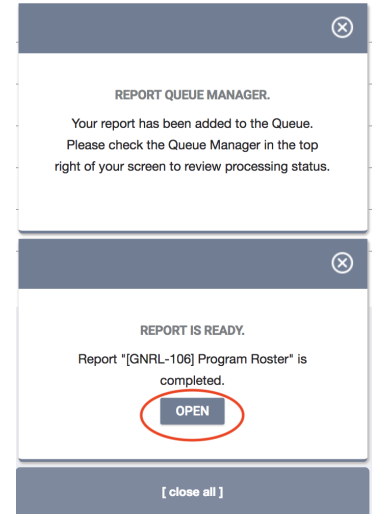 REPORT QUEUE MANAGER.
Your report has been added to the Queue.
Please check the Queue Manager in the top
right of your screen to review processing status.
REPORT IS READY.
Report "[GNRL-106] Program Roster" is
completed.
OPEN
[ close all ]